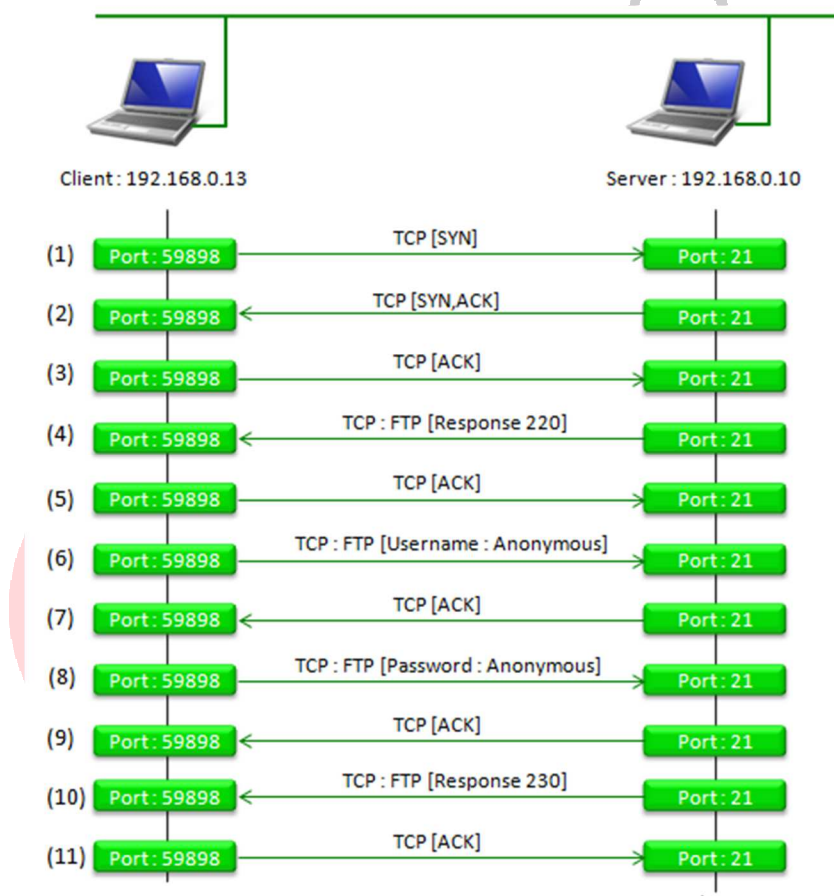 Client : 192.168.0.13
Server : 192.168.0.10
(1) Port : 59898 TCP [SYN] Port : 21
(2) Port : 59898 TCP [SYN,ACK] Port : 21
(3) Port : 59898 TCP [ACK] Port : 21
(4) Port : 59898 TCP : FTP [Response 220] Port : 21
(5) Port : 59898 TCP [ACK] Port : 21
(6) Port : 59898 TCP : FTP [Username : Anonymous] Port : 21
(7) Port : 59898 TCP [ACK] Port : 21
(8) Port : 59898 TCP : FTP [Password : Anonymous] Port : 21
(9) Port : 59898 TCP [ACK] Port : 21
(10) Port : 59898 TCP : FTP [Response 230] Port : 21
(11) Port : 59898 TCP [ACK] Port : 21